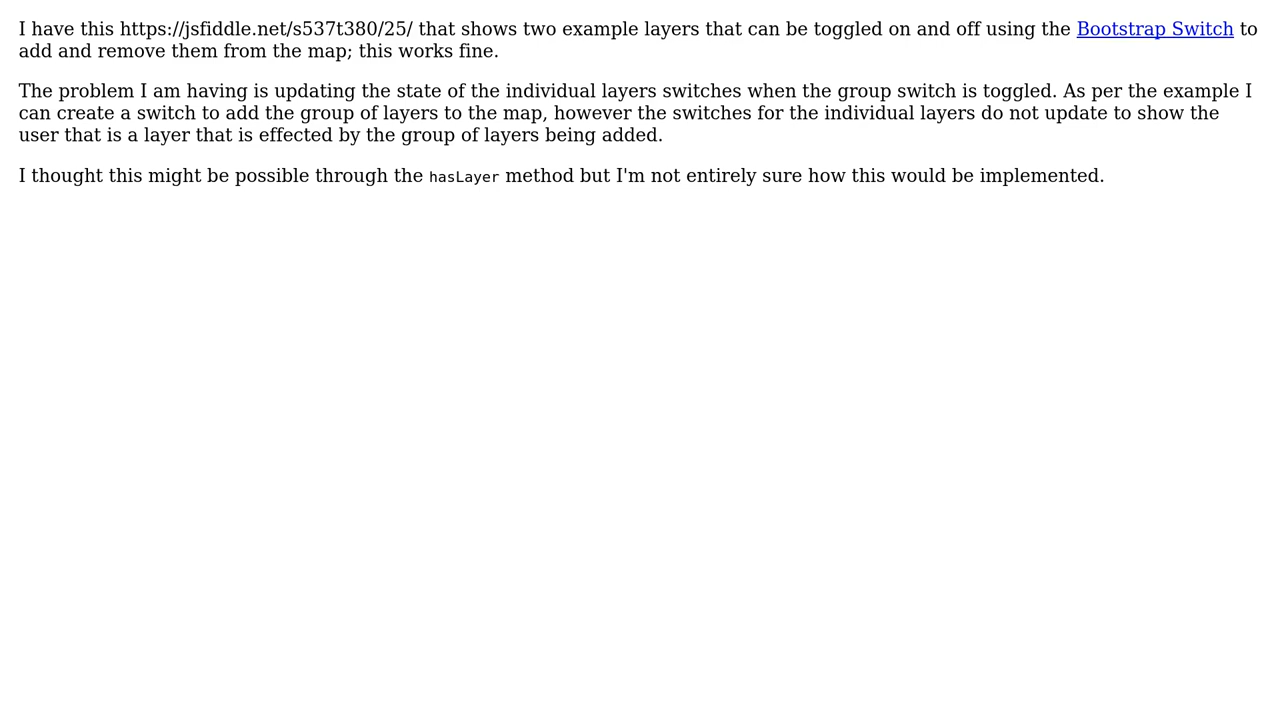 I have this https://jsfiddle.net/s537t380/25/ that shows two example layers that can be toggled on and off using the Bootstrap Switch to
add and remove them from the map; this works fine.
The problem I am having is updating the state of the individual layers switches when the group switch is toggled. As per the example I
can create a switch to add the group of layers to the map, however the switches for the individual layers do not update to show the
user that is a layer that is effected by the group of layers being added.
I thought this might be possible through the hasLayer method but I'm not entirely sure how this would be implemented.